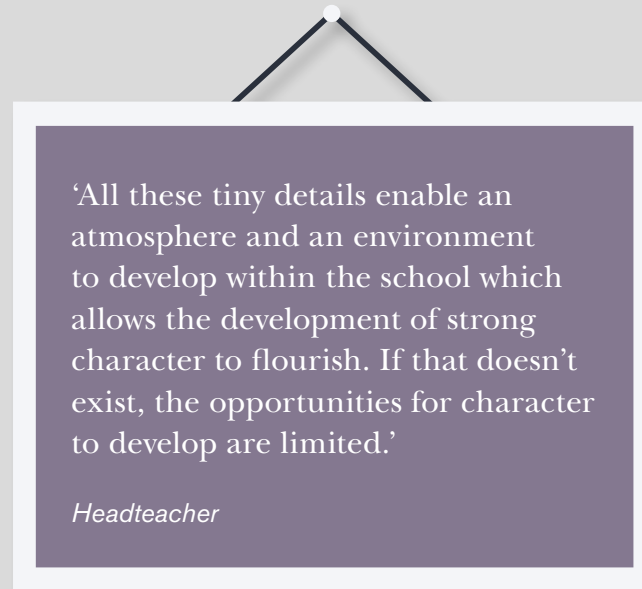 ‘All these tiny details enable an
atmosphere and an environment
to develop within the school which
allows the development of strong
character to flourish. If that doesn’t
exist, the opportunities for character
to develop are limited.’
Headteacher